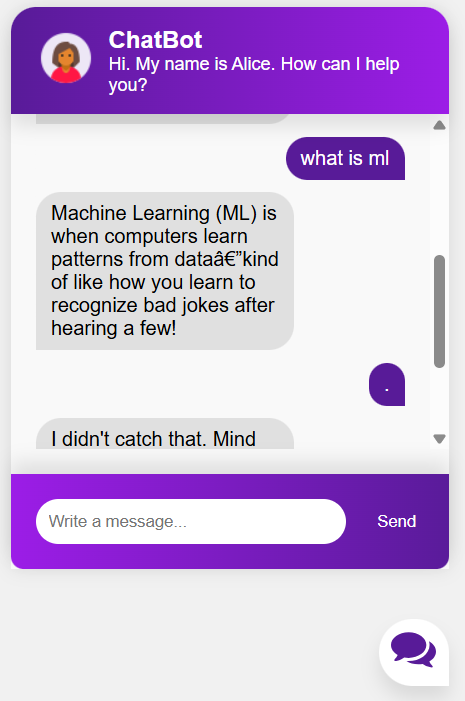 ChatBot
Hi. My name is Alice. How can I help
you?
what is ml
Machine Learning (ML) is
when computers learn
patterns from dataâ€”kind
of like how you learn to
recognize bad jokes after
hearing a few!
.
I didn't catch that. Mind
Write a message...
Send